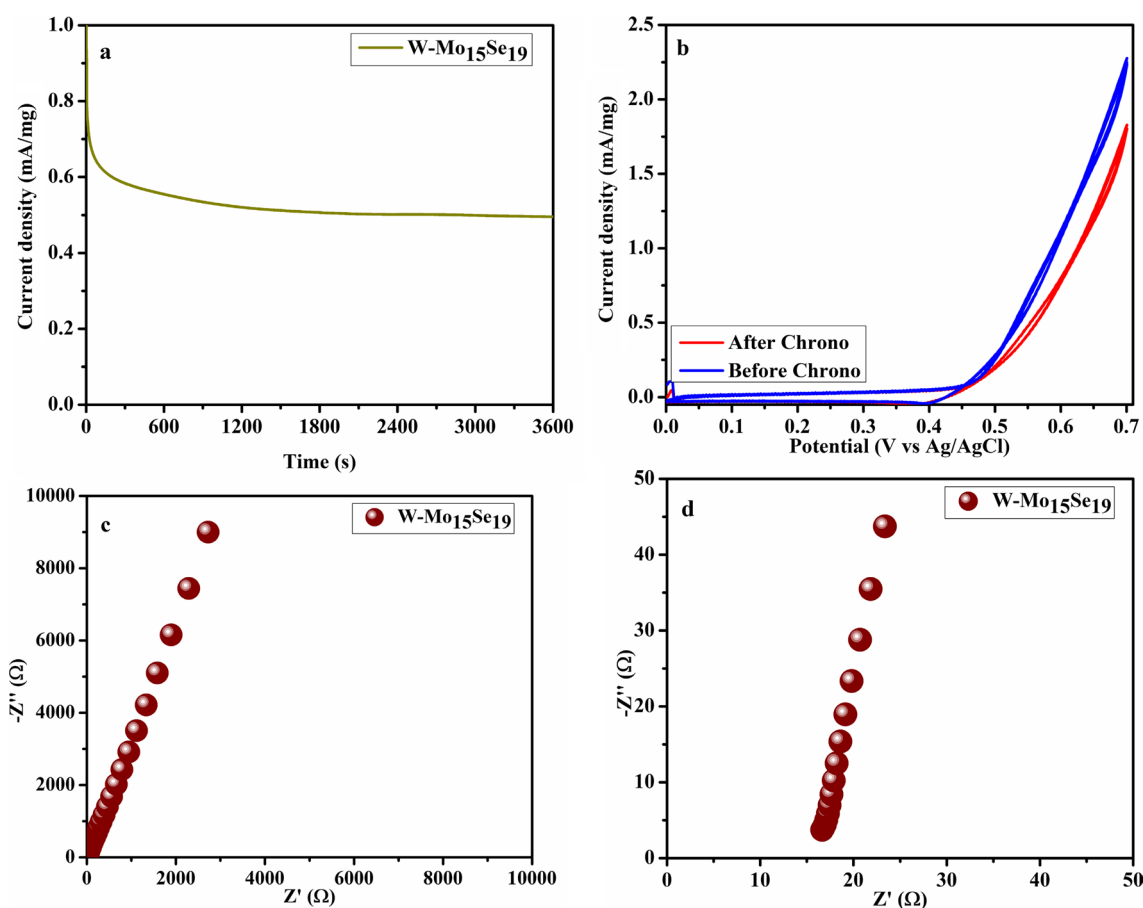 a
W-Mo15Se19
Current density (mA/mg)
1.0
0.8
0.6
0.4
0.2
0.0
0 600 1200 1800 2400 3000 3600
Time (s)
b
Current density (mA/mg)
2.5
2.0
1.5
1.0
0.5
0.0
After Chrono
Before Chrono
0.0 0.1 0.2 0.3 0.4 0.5 0.6 0.7
Potential (V vs Ag/AgCl)
c
W-Mo15Se19
-Z'' (Ω)
10000
8000
6000
4000
2000
0
0 2000 4000 6000 8000 10000
Z' (Ω)
d
W-Mo15Se19
-Z'' (Ω)
50
40
30
20
10
0
0 10 20 30 40 50
Z' (Ω)